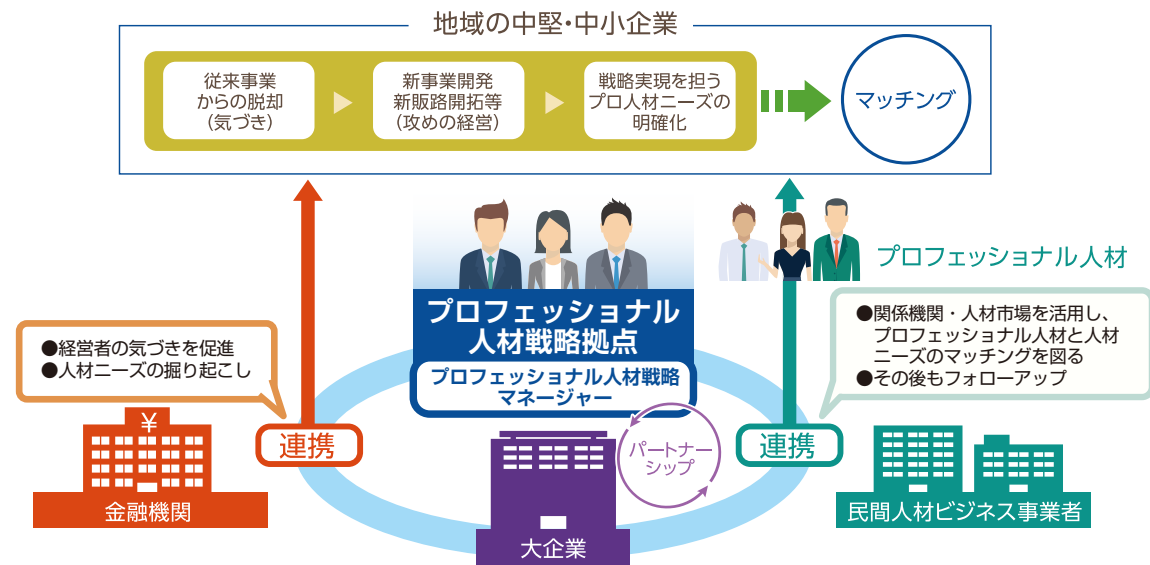 地域の中堅・中小企業
従来事業
からの脱却
（気づき）
新事業開発
新販路開拓等
（攻めの経営）
戦略実現を担う
プロ人材ニーズの
明確化
マッチング
プロフェッショナル人材
プロフェッショナル
人材戦略拠点
プロフェッショナル人材戦略
マネージャー
●経営者の気づきを促進
●人材ニーズの掘り起こし
●関係機関・人材市場を活用し、
プロフェッショナル人材と人材
ニーズのマッチングを図る
●その後もフォローアップ
¥
金融機関
連携
パートナー
シップ
大企業
連携
民間人材ビジネス事業者